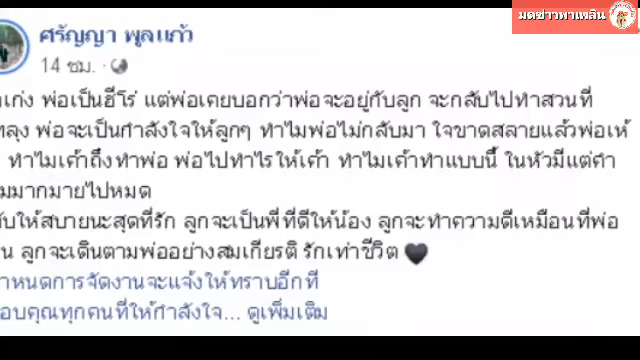 มดข่าวพาเพลิน
ศรัญญา พูลแก้ว
14 ชม. ·
เก่ง พ่อเป็นฮีโร่ แต่พ่อเคยบอกว่าพ่อจะอยู่กับลูก จะกลับไปทำสวนที่
ลุง พ่อจะเป็นกำลังใจให้ลูกๆ ทำไมพ่อไม่กลับมา ใจขาดสลายแล้วพ่อเห้
ทำไมเค้าถึงทำพ่อ พ่อไปทำไรให้เค้า ทำไมเค้าทำแบบนี้ ในหัวมีแต่คำ
มมากมายไปหมด
ให้สบายนะสุดที่รัก ลูกจะเป็นพี่ที่ดีให้น้อง ลูกจะทำความดีเหมือนที่พ่อ
น ลูกจะเดินตามพ่ออย่างสมเกียรติ รักเท่าชีวิต 🖤
หนดการจัดงานจะแจ้งให้ทราบอีกที
อบคุณทุกคนที่ให้กำลังใจ... ดูเพิ่มเติม